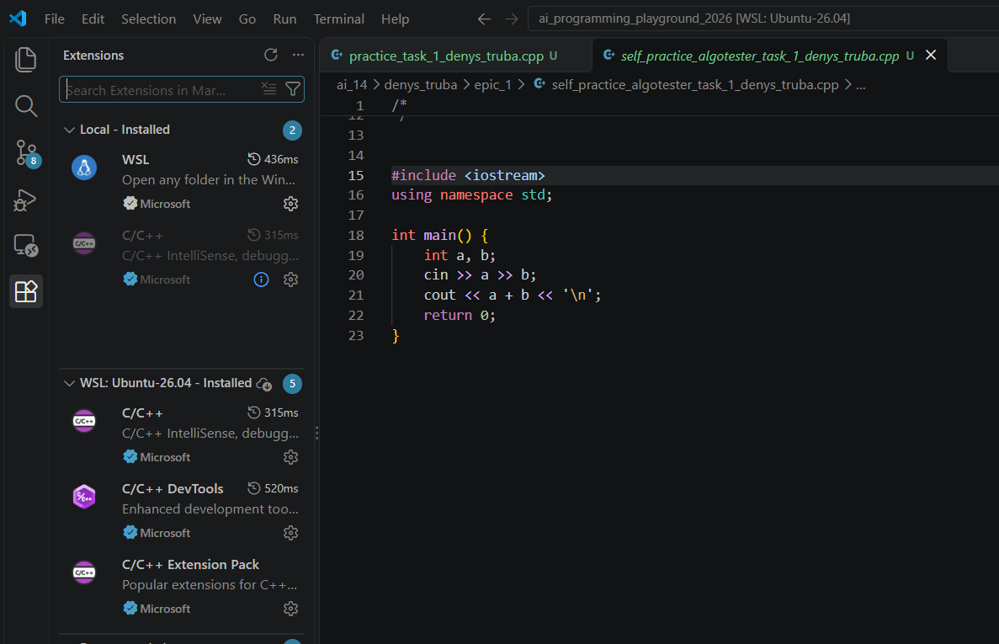 File Edit Selection View Go Run Terminal Help
ai_programming_playground_2026 [WSL: Ubuntu-26.04]
Extensions
Search Extensions in Mar...
Local - Installed 2
WSL 436ms
Open any folder in the Win...
Microsoft
C/C++ 315ms
C/C++ IntelliSense, debugg...
Microsoft
8
WSL: Ubuntu-26.04 - Installed 5
C/C++ 315ms
C/C++ IntelliSense, debugg...
Microsoft
C/C++ DevTools 520ms
Enhanced development too...
Microsoft
C/C++ Extension Pack
Popular extensions for C++...
Microsoft
practice_task_1_denys_truba.cpp U
self_practice_algotester_task_1_denys_truba.cpp U
ai_14 > denys_truba > epic_1 > self_practice_algotester_task_1_denys_truba.cpp > ...
1 /*
12 */
13
14
15 #include <iostream>
16 using namespace std;
17
18 int main() {
19     int a, b;
20     cin >> a >> b;
21     cout << a + b << '\n';
22     return 0;
23 }